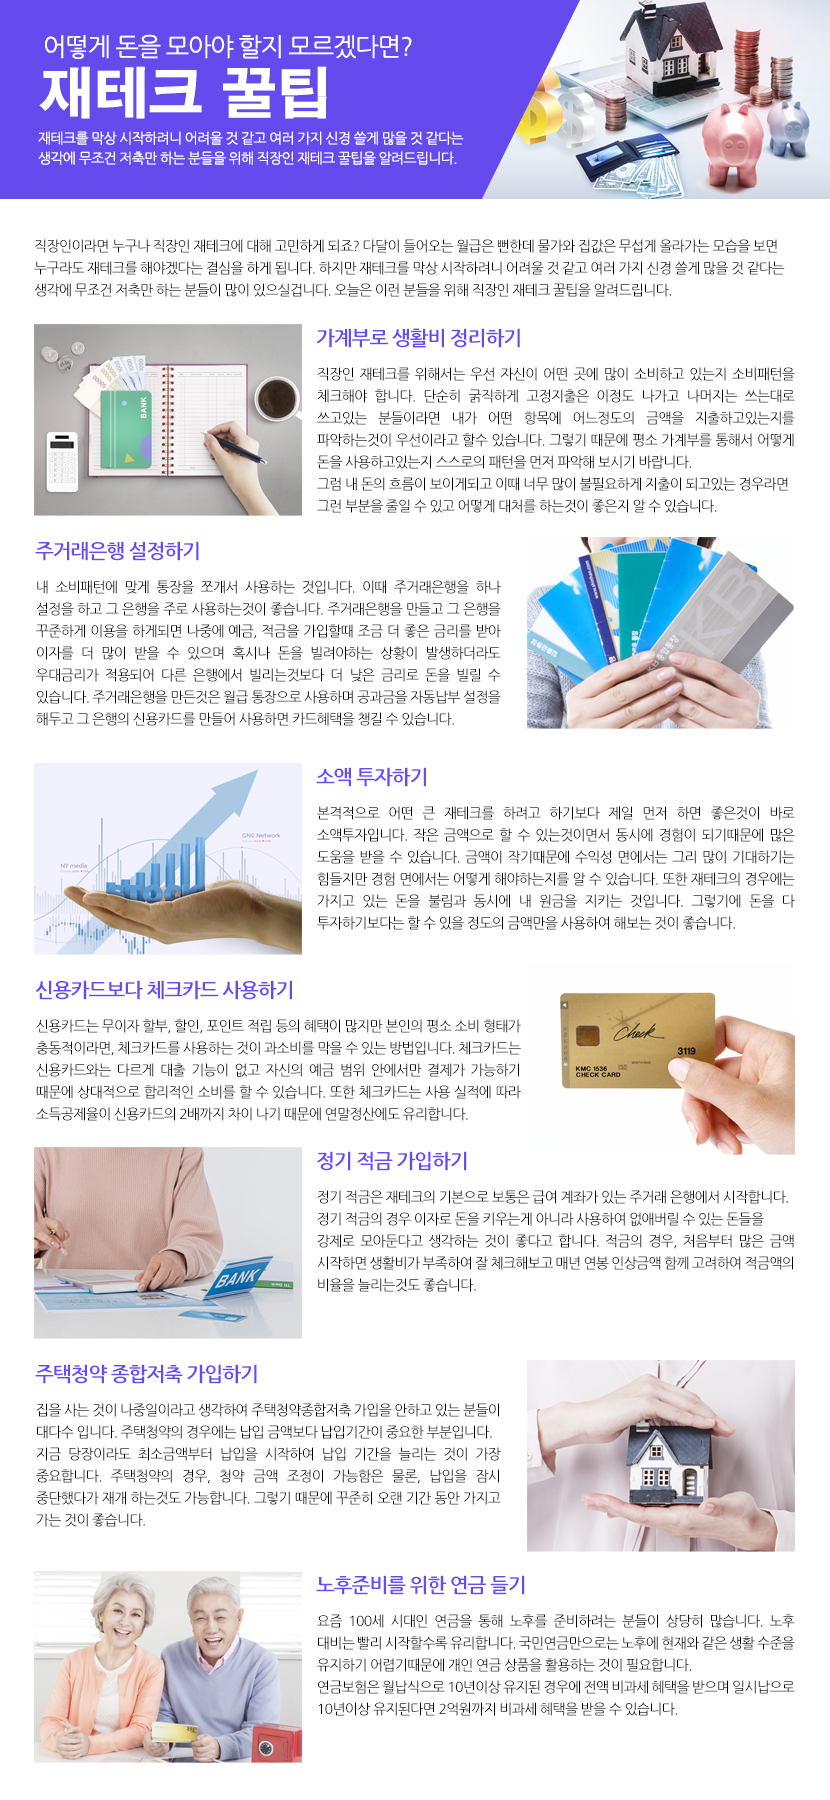 어떻게 돈을 모아야 할지 모르겠다면?
재테크 꿀팁
재테크를 막상 시작하려니 어려울 것 같고 여러 가지 신경 쓸게 많을 것 같다는
생각에 무조건 저축만 하는 분들을 위해 직장인 재테크 꿀팁을 알려드립니다.
직장인이라면 누구나 직장인 재테크에 대해 고민하게 되죠? 다달이 들어오는 월급은 뻔한데 물가와 집값은 무섭게 올라가는 모습을 보면
누구라도 재테크를 해야겠다는 결심을 하게 됩니다. 하지만 재테크를 막상 시작하려니 어려울 것 같고 여러 가지 신경 쓸게 많을 것 같다는
생각에 무조건 저축만 하는 분들이 많이 있으실겁니다. 오늘은 이런 분들을 위해 직장인 재테크 꿀팁을 알려드립니다.
BANK
가계부로 생활비 정리하기
직장인 재테크를 위해서는 우선 자신이 어떤 곳에 많이 소비하고 있는지 소비패턴을
체크해야 합니다. 단순히 굵직하게 고정지출은 이정도 나가고 나머지는 쓰는대로
쓰고있는 분들이라면 내가 어떤 항목에 어느정도의 금액을 지출하고있는지를
파악하는것이 우선이라고 할수 있습니다. 그렇기 때문에 평소 가계부를 통해서 어떻게
돈을 사용하고있는지 스스로의 패턴을 먼저 파악해 보시기 바랍니다.
그럼 내 돈의 흐름이 보이게되고 이때 너무 많이 불필요하게 지출이 되고있는 경우라면
그런 부분을 줄일 수 있고 어떻게 대처를 하는것이 좋은지 알 수 있습니다.
주거래은행 설정하기
내 소비패턴에 맞게 통장을 쪼개서 사용하는 것입니다. 이때 주거래은행을 하나
설정을 하고 그 은행을 주로 사용하는것이 좋습니다. 주거래은행을 만들고 그 은행을
꾸준하게 이용을 하게되면 나중에 예금, 적금을 가입할때 조금 더 좋은 금리를 받아
이자를 더 많이 받을 수 있으며 혹시나 돈을 빌려야하는 상황이 발생하더라도
우대금리가 적용되어 다른 은행에서 빌리는것보다 더 낮은 금리로 돈을 빌릴 수
있습니다. 주거래은행을 만든것은 월급 통장으로 사용하며 공과금을 자동납부 설정을
해두고 그 은행의 신용카드를 만들어 사용하면 카드혜택을 챙길 수 있습니다.
KB
GNC Network
NY media
소액 투자하기
본격적으로 어떤 큰 재테크를 하려고 하기보다 제일 먼저 하면 좋은것이 바로
소액투자입니다. 작은 금액으로 할 수 있는것이면서 동시에 경험이 되기때문에 많은
도움을 받을 수 있습니다. 금액이 작기때문에 수익성 면에서는 그리 많이 기대하기는
힘들지만 경험 면에서는 어떻게 해야하는지를 알 수 있습니다. 또한 재테크의 경우에는
가지고 있는 돈을 불림과 동시에 내 원금을 지키는 것입니다. 그렇기에 돈을 다
투자하기보다는 할 수 있을 정도의 금액만을 사용하여 해보는 것이 좋습니다.
신용카드보다 체크카드 사용하기
신용카드는 무이자 할부, 할인, 포인트 적립 등의 혜택이 많지만 본인의 평소 소비 형태가
충동적이라면, 체크카드를 사용하는 것이 과소비를 막을 수 있는 방법입니다. 체크카드는
신용카드와는 다르게 대출 기능이 없고 자신의 예금 범위 안에서만 결제가 가능하기
때문에 상대적으로 합리적인 소비를 할 수 있습니다. 또한 체크카드는 사용 실적에 따라
소득공제율이 신용카드의 2배까지 차이 나기 때문에 연말정산에도 유리합니다.
Check
3119
KMC 1536
CHECK CARD
BANK
정기 적금 가입하기
정기 적금은 재테크의 기본으로 보통은 급여 계좌가 있는 주거래 은행에서 시작합니다.
정기 적금의 경우 이자로 돈을 키우는게 아니라 사용하여 없애버릴 수 있는 돈들을
강제로 모아둔다고 생각하는 것이 좋다고 합니다. 적금의 경우, 처음부터 많은 금액
시작하면 생활비가 부족하여 잘 체크해보고 매년 연봉 인상금액 함께 고려하여 적금액의
비율을 늘리는것도 좋습니다.
주택청약 종합저축 가입하기
집을 사는 것이 나중일이라고 생각하여 주택청약종합저축 가입을 안하고 있는 분들이
대다수 입니다. 주택청약의 경우에는 납입 금액보다 납입기간이 중요한 부분입니다.
지금 당장이라도 최소금액부터 납입을 시작하여 납입 기간을 늘리는 것이 가장
중요합니다. 주택청약의 경우, 청약 금액 조정이 가능함은 물론, 납입을 잠시
중단했다가 재개 하는것도 가능합니다. 그렇기 때문에 꾸준히 오랜 기간 동안 가지고
가는 것이 좋습니다.
노후준비를 위한 연금 들기
요즘 100세 시대인 연금을 통해 노후를 준비하려는 분들이 상당히 많습니다. 노후
대비는 빨리 시작할수록 유리합니다. 국민연금만으로는 노후에 현재와 같은 생활 수준을
유지하기 어렵기때문에 개인 연금 상품을 활용하는 것이 필요합니다.
연금보험은 월납식으로 10년이상 유지된 경우에 전액 비과세 혜택을 받으며 일시납으로
10년이상 유지된다면 2억원까지 비과세 혜택을 받을 수 있습니다.